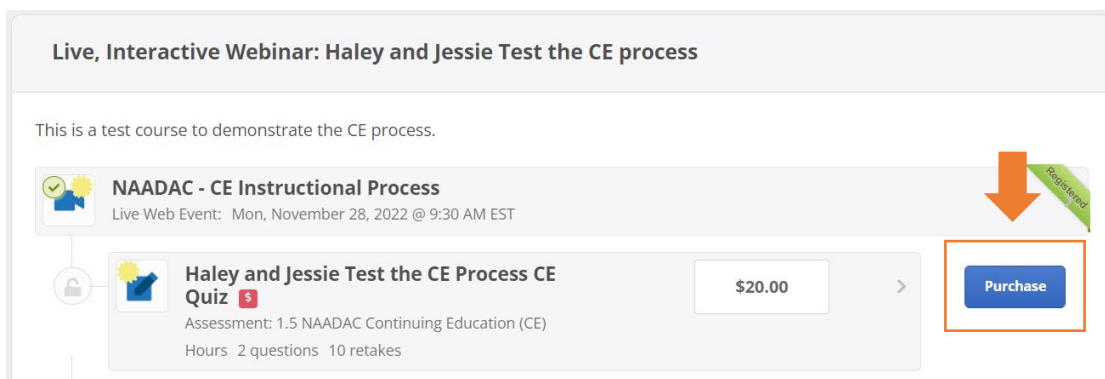 Live, Interactive Webinar: Haley and Jessie Test the CE process
This is a test course to demonstrate the CE process.
NAADAC - CE Instructional Process
Registered
Live Web Event: Mon, November 28, 2022 @ 9:30 AM EST
Haley and Jessie Test the CE Process CE
Quiz $
$20.00
Purchase
Assessment: 1.5 NAADAC Continuing Education (CE)
Hours 2 questions 10 retakes